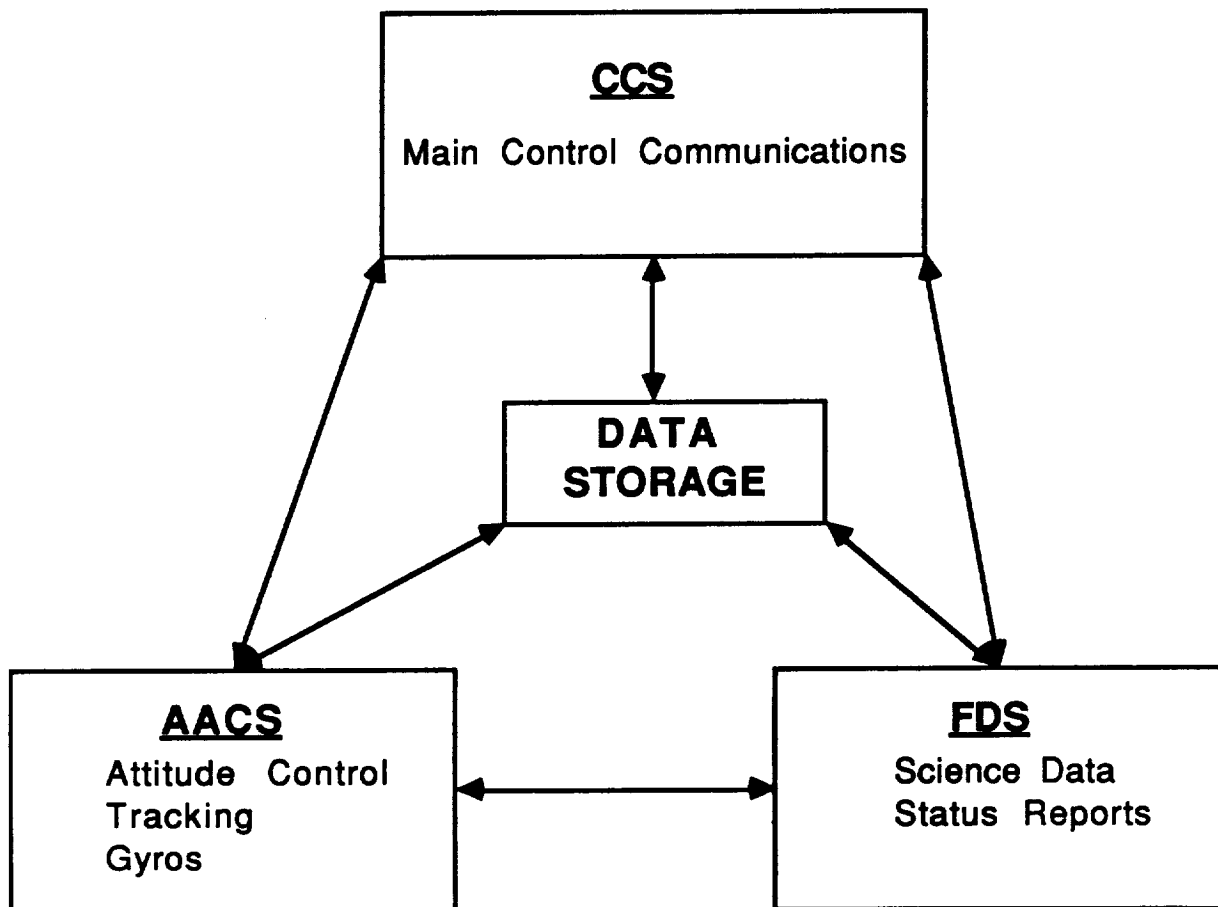 CCS
Main Control Communications
DATA
STORAGE
AACS
Attitude Control
Tracking
Gyros
FDS
Science Data
Status Reports